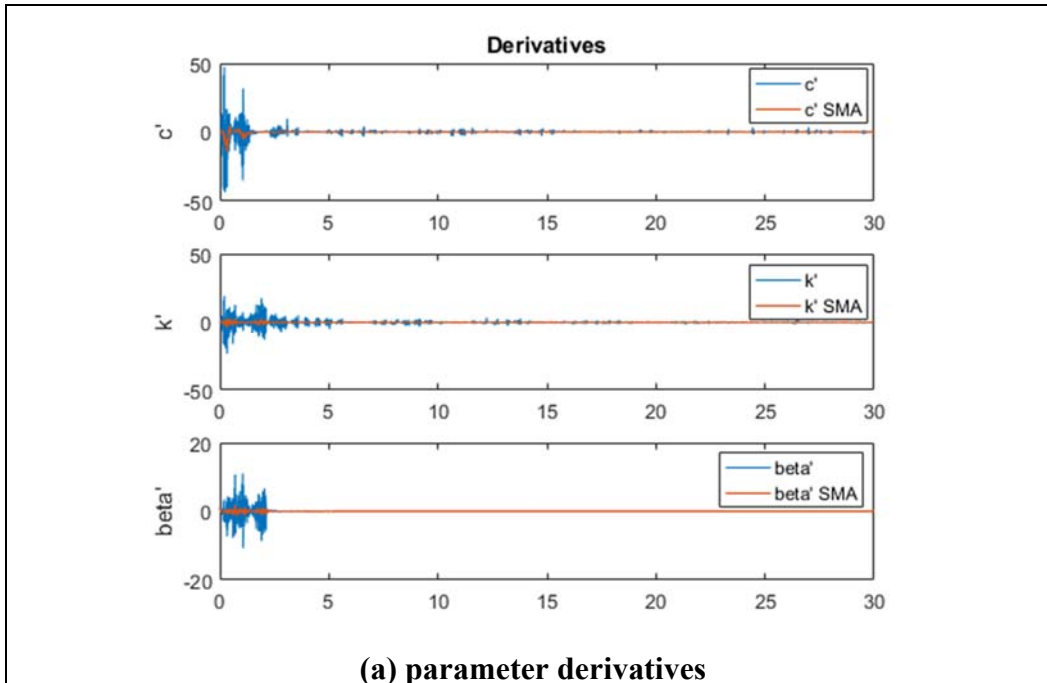 Derivatives
50
0
-50
c'
c'
c' SMA
0 5 10 15 20 25 30
50
0
-50
k'
k'
k' SMA
0 5 10 15 20 25 30
20
0
-20
beta'
beta'
beta' SMA
0 5 10 15 20 25 30
(a) parameter derivatives